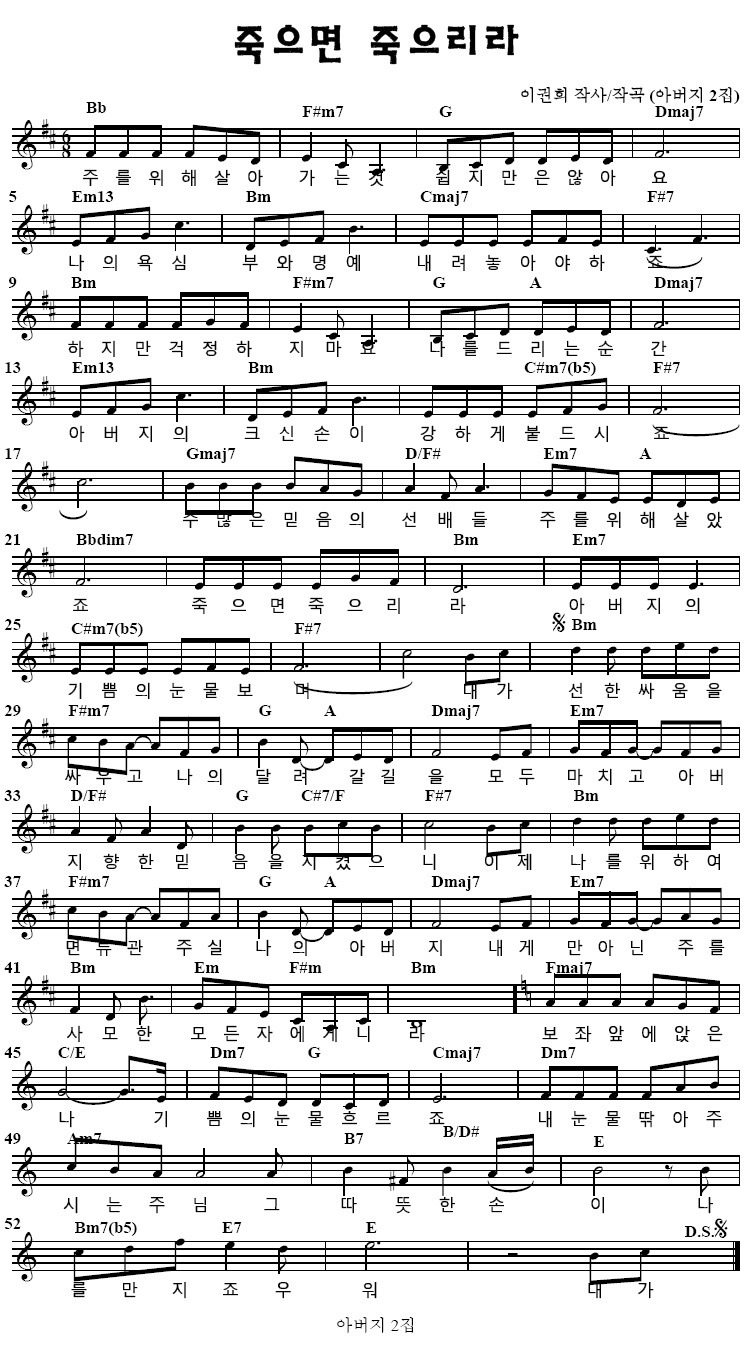 죽으면 죽으리라
이권희 작사/작곡 (아버지 2집)
Bb F#m7 G Dmaj7
주 를 위 해 살 아 가 는 것 쉽 지 만 은 않 아 요
5 Em13 Bm Cmaj7 F#7
나 의 욕 심 부 와 명 예 내 려 놓 아 야 하 죠
9 Bm F#m7 G A Dmaj7
하 지 만 걱 정 하 지 마 요 나 를 드 리 는 순 간
13 Em13 Bm C#m7(b5) F#7
아 버 지 의 크 신 손 이 강 하 게 붙 드 시 죠
17 Gmaj7 D/F# Em7 A
수 많 은 믿 음 의 선 배 들 주 를 위 해 살 았
21 Bbdim7 Bm Em7
죠 죽 으 면 죽 으 리 라 아 버 지 의
25 C#m7(b5) F#7 Bm
기 쁨 의 눈 물 보 며 내 가 선 한 싸 움 을
29 F#m7 G A Dmaj7 Em7
싸 우 고 나 의 달 려 갈 길 을 모 두 마 치 고 아 버
33 D/F# G C#7/F F#7 Bm
지 향 한 믿 음 을 지 켰 으 니 이 제 나 를 위 하 여
37 F#m7 G A Dmaj7 Em7
면 류 관 주 실 나 의 아 버 지 내 게 만 아 닌 주 를
41 Bm Em F#m Bm Fmaj7
사 모 한 모 든 자 에 게 니 라 보 좌 앞 에 앉 은
45 C/E Dm7 G Cmaj7 Dm7
나 기 쁨 의 눈 물 흐 르 죠 내 눈 물 닦 아 주
49 Am7 B7 B/D# E
시 는 주 님 그 따 뜻 한 손 이 나
52 Bm7(b5) E7 E D.S.
를 만 지 죠 우 워 내 가
아버지 2집